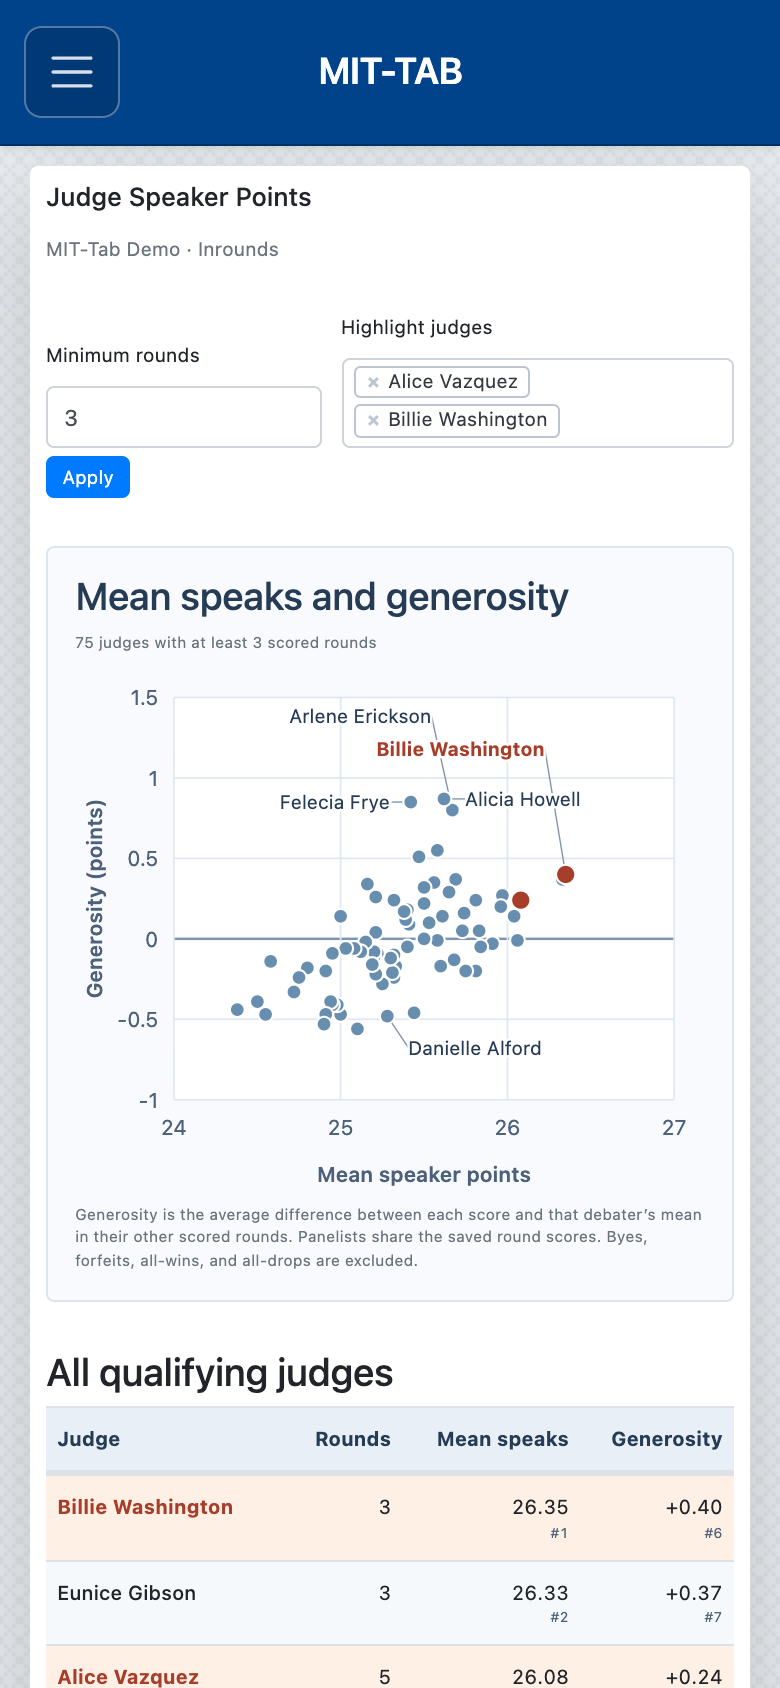 MIT-TAB
Judge Speaker Points
MIT-Tab Demo · Inrounds
Minimum rounds
3
Highlight judges
× Alice Vazquez
× Billie Washington
Apply
Mean speaks and generosity
75 judges with at least 3 scored rounds
Generosity (points)
1.5
1
0.5
0
-0.5
-1
Arlene Erickson
Billie Washington
Felecia Frye
Alicia Howell
Danielle Alford
24 25 26 27
Mean speaker points
Generosity is the average difference between each score and that debater’s mean
in their other scored rounds. Panelists share the saved round scores. Byes,
forfeits, all-wins, and all-drops are excluded.
All qualifying judges
Judge Rounds Mean speaks Generosity
Billie Washington 3 26.35 +0.40
#1 #6
Eunice Gibson 3 26.33 +0.37
#2 #7
Alice Vazquez 5 26.08 +0.24